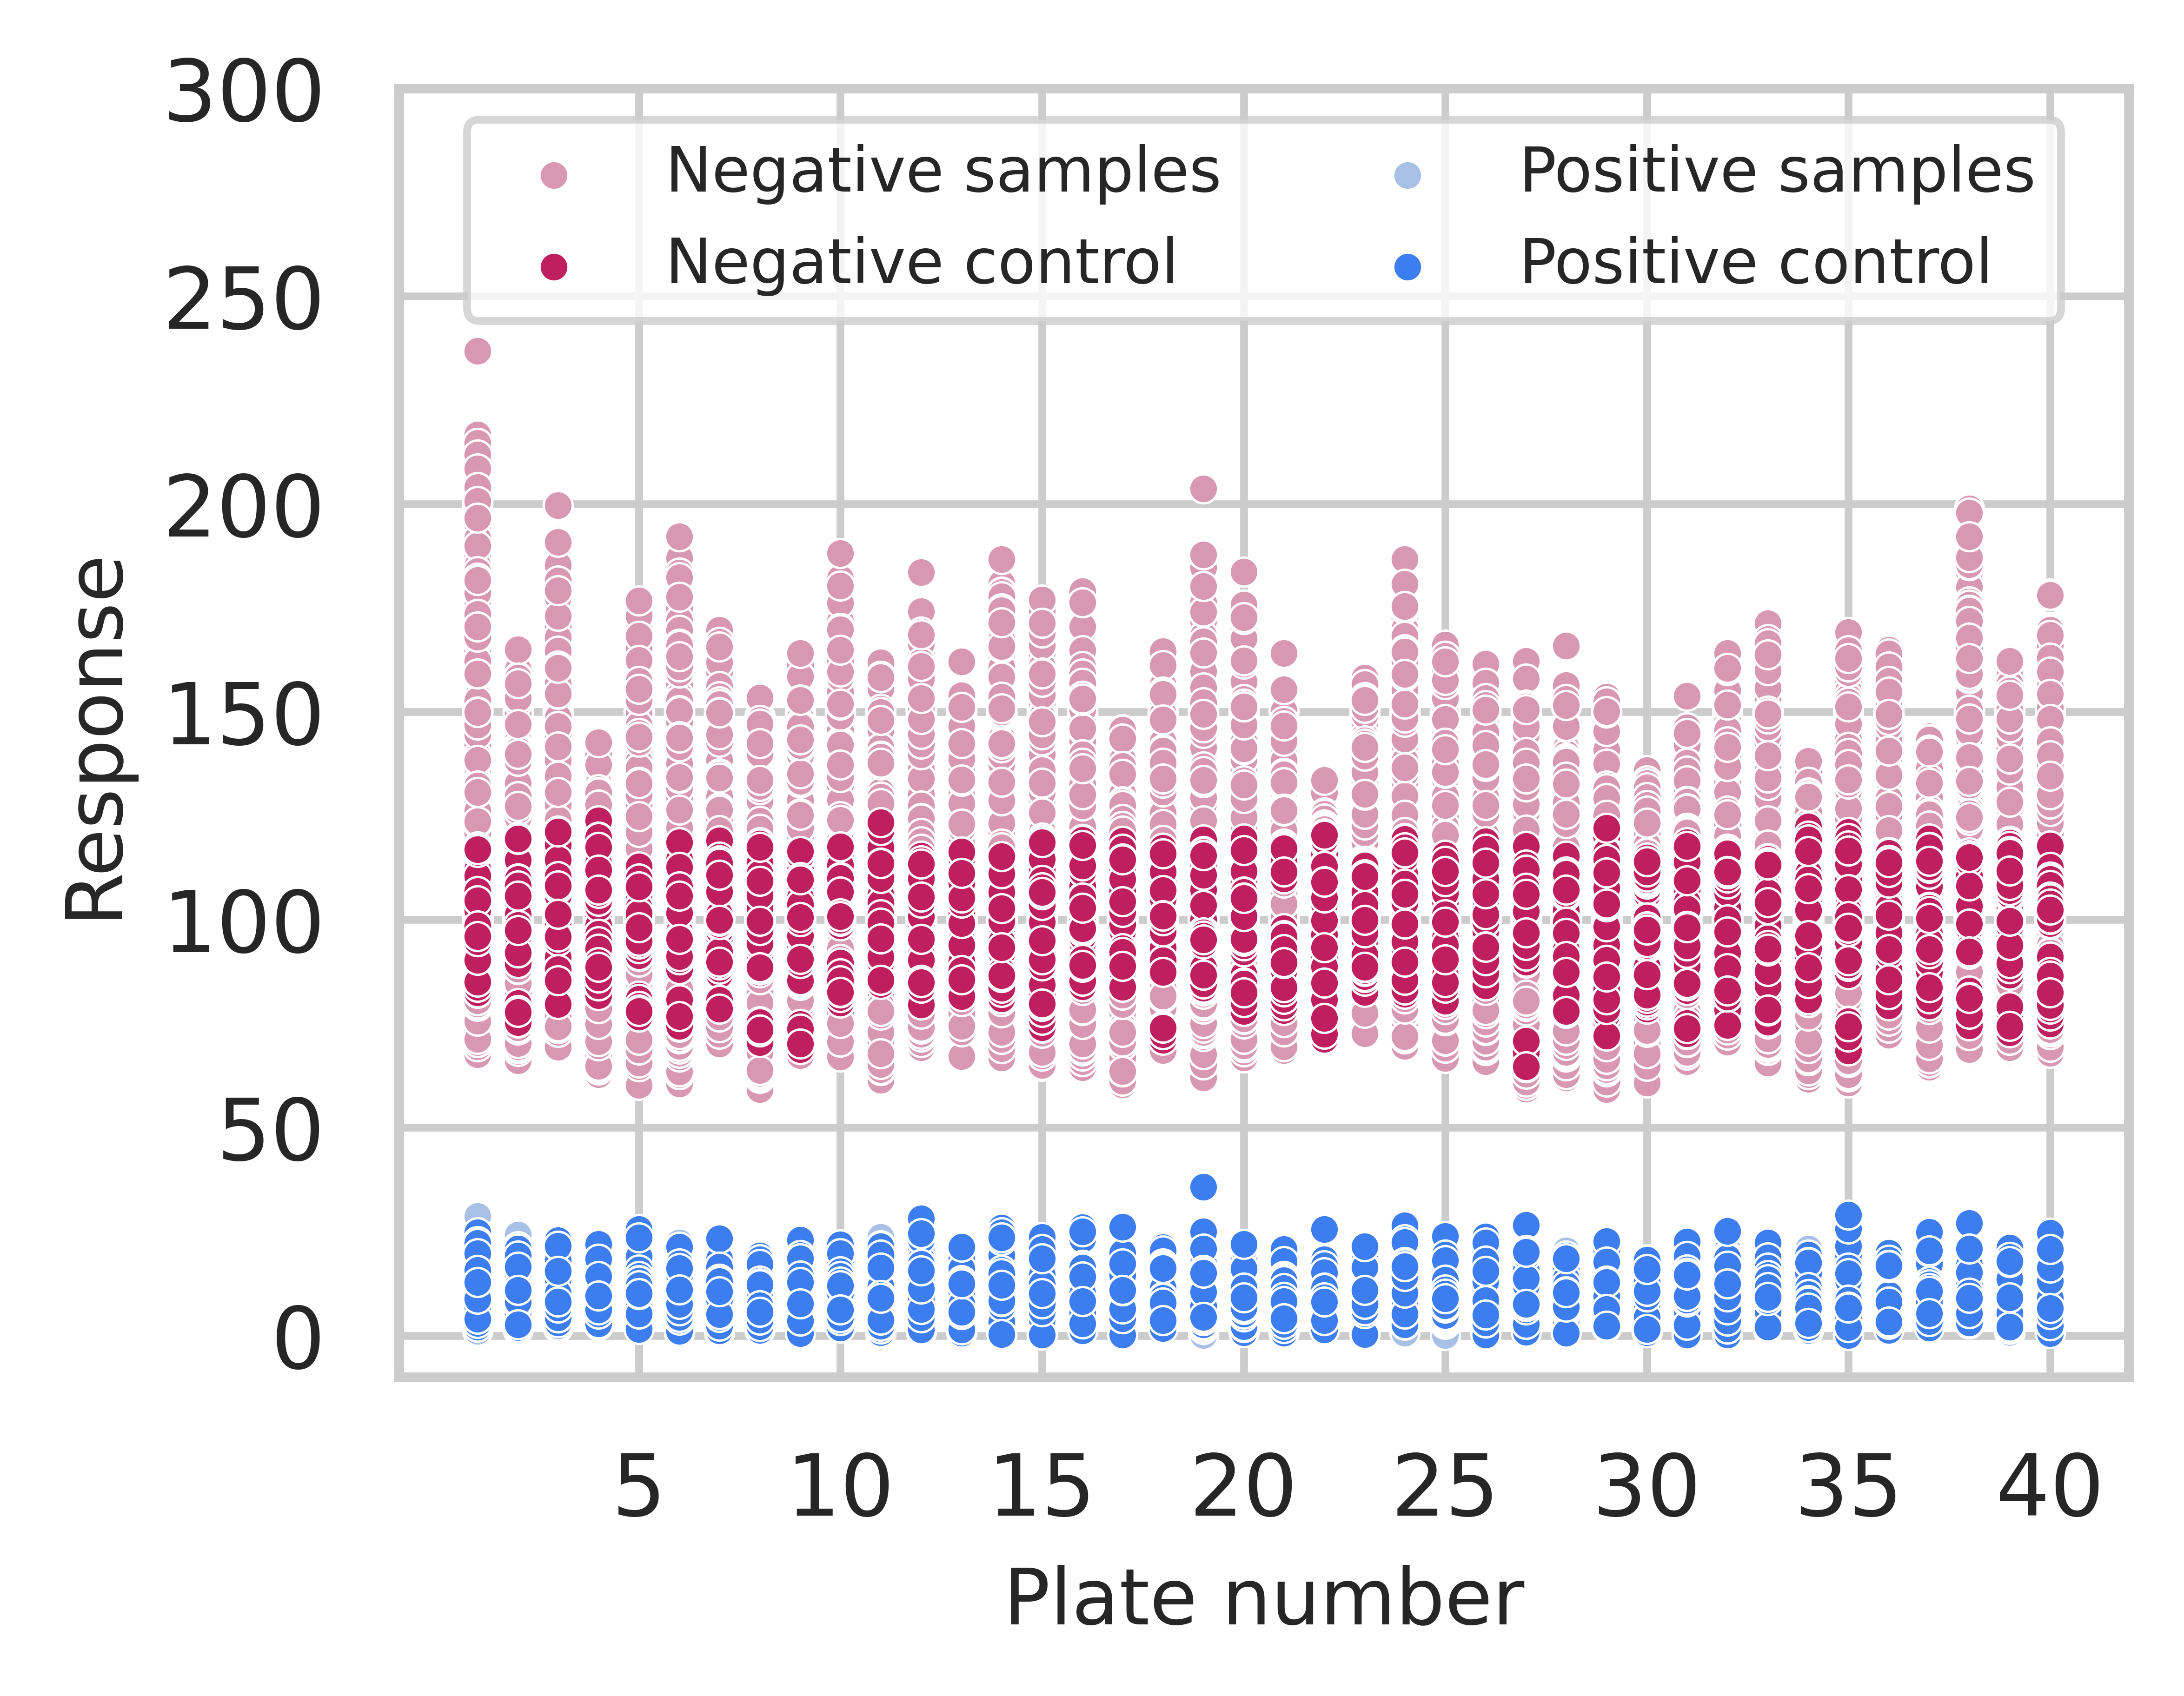 300
250
200
150
100
50
0
Response
Negative samples
Negative control
Positive samples
Positive control
5 10 15 20 25 30 35 40
Plate number